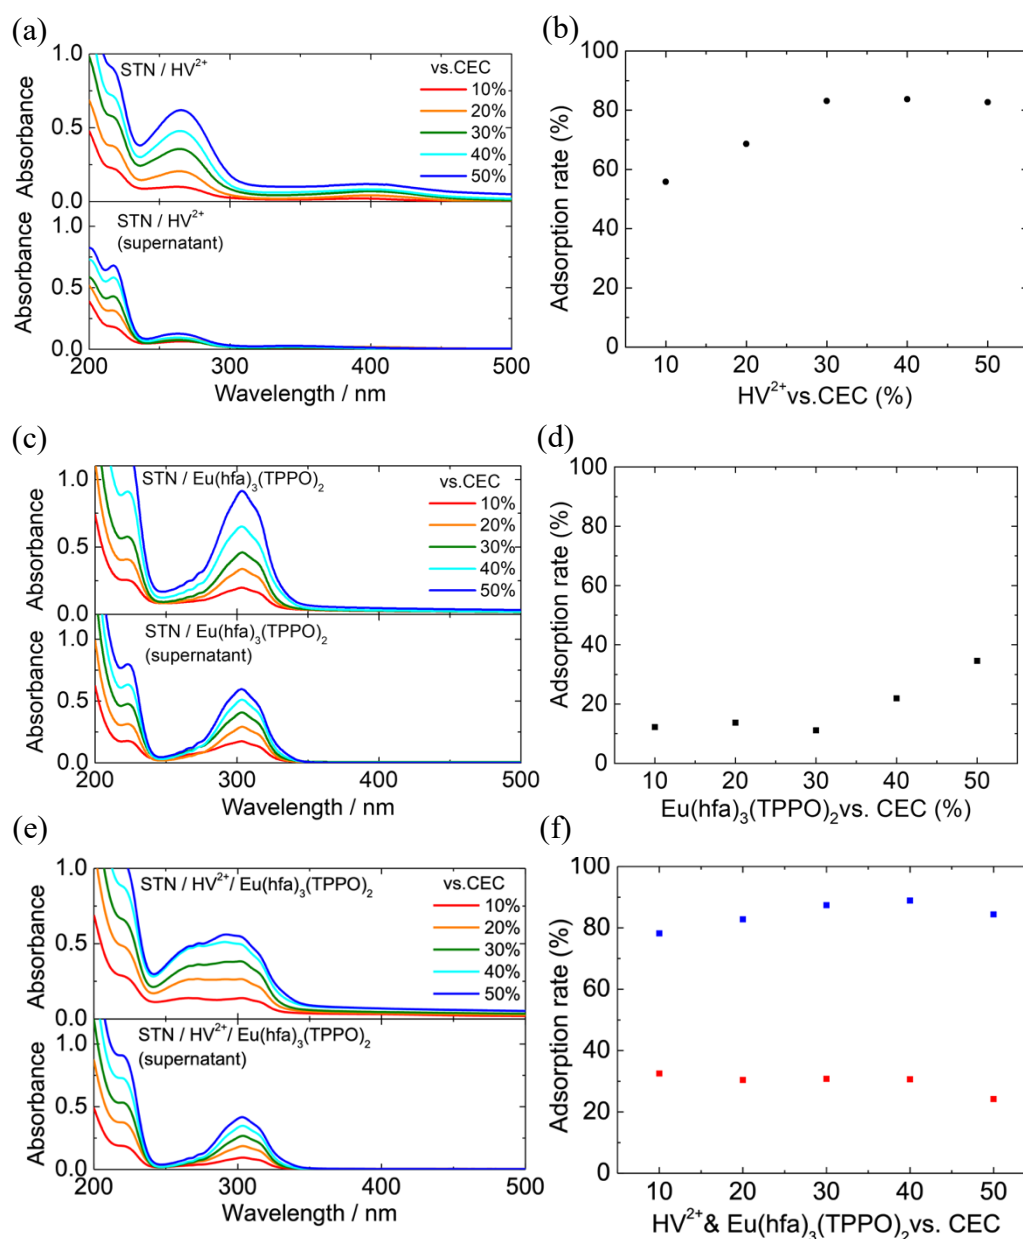 (a)
STN / HV²⁺
vs.CEC
10%
20%
30%
40%
50%
1.0
0.5
0.0
Absorbance
STN / HV²⁺
(supernatant)
0.5
0.0
Absorbance
200 300 400 500
Wavelength / nm
(b)
100
80
60
40
20
0
Adsorption rate (%)
10 20 30 40 50
HV²⁺vs.CEC (%)
(c)
STN / Eu(hfa)₃(TPPO)₂
vs.CEC
10%
20%
30%
40%
50%
1.0
0.5
0.0
Absorbance
STN / Eu(hfa)₃(TPPO)₂
(supernatant)
1.0
0.5
0.0
Absorbance
200 300 400 500
Wavelength / nm
(d)
100
80
60
40
20
0
Adsorption rate (%)
10 20 30 40 50
Eu(hfa)₃(TPPO)₂vs. CEC (%)
(e)
STN / HV²⁺/ Eu(hfa)₃(TPPO)₂
vs.CEC
10%
20%
30%
40%
50%
1.0
0.5
0.0
Absorbance
STN / HV²⁺/ Eu(hfa)₃(TPPO)₂
(supernatant)
1.0
0.5
0.0
Absorbance
200 300 400 500
Wavelength / nm
(f)
100
80
60
40
20
0
Adsorption rate (%)
10 20 30 40 50
HV²⁺& Eu(hfa)₃(TPPO)₂vs. CEC